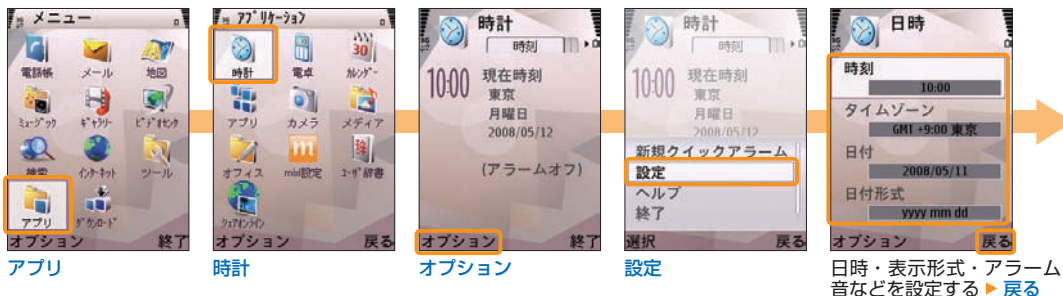 メニュー
電話帳
メール
地図
ミュージック
ギャラリー
ビデオセンタ
検索
インターネット
ツール
アプリ
ダウンロード
オプション
終了
アプリ
アプリケーション
時計
電卓
カレンダー
アプリ
カメラ
メディア
オフィス
mixi設定
ユーザ辞書
シェアオンライン
オプション
戻る
時計
時計
時刻
10:00
現在時刻
東京
月曜日
2008/05/12
(アラームオフ)
オプション
終了
オプション
時計
時刻
10:00
現在時刻
東京
月曜日
2008/05/12
新規クイックアラーム
設定
ヘルプ
終了
選択
戻る
設定
日時
時刻
10:00
タイムゾーン
GMT +9:00 東京
日付
2008/05/11
日付形式
yyyy mm dd
オプション
戻る
日時・表示形式・アラーム
音などを設定する ▶ 戻る